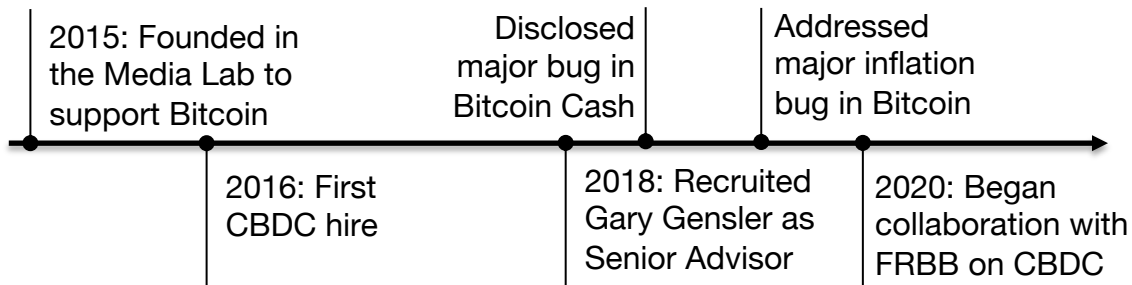 2015: Founded in
the Media Lab to
support Bitcoin
2016: First
CBDC hire
Disclosed
major bug in
Bitcoin Cash
2018: Recruited
Gary Gensler as
Senior Advisor
Addressed
major inflation
bug in Bitcoin
2020: Began
collaboration with
FRBB on CBDC